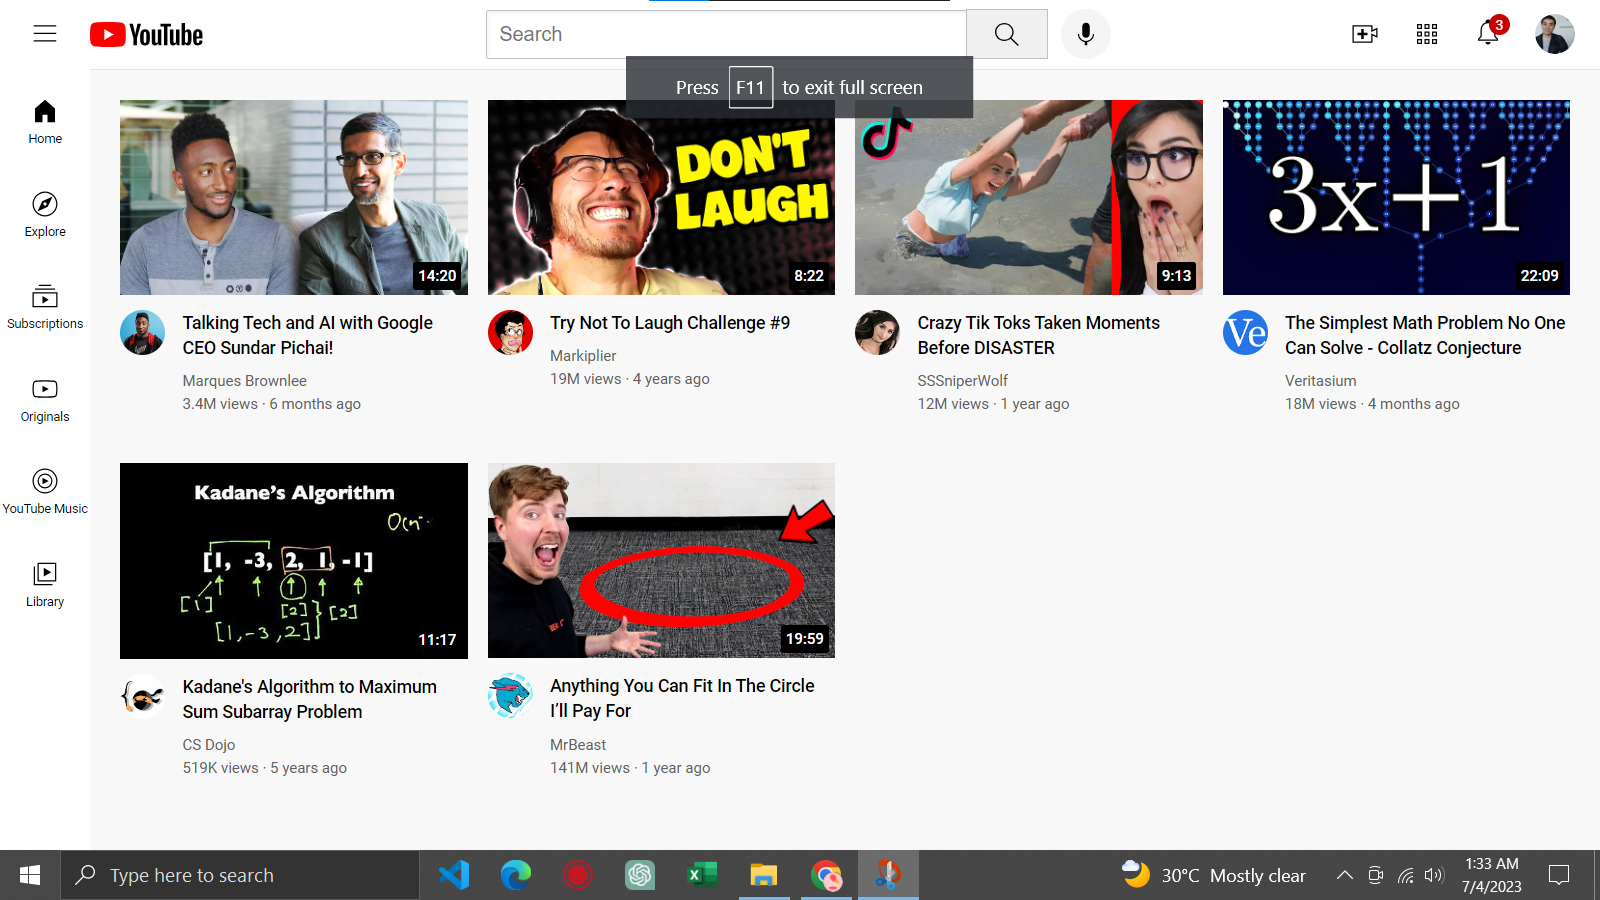 YouTube
Search
3
Press F11 to exit full screen
Home
Explore
Subscriptions
Originals
YouTube Music
Library
14:20
Talking Tech and AI with Google
CEO Sundar Pichai!
Marques Brownlee
3.4M views · 6 months ago
DON'T
LAUGH
8:22
Try Not To Laugh Challenge #9
Markiplier
19M views · 4 years ago
9:13
Crazy Tik Toks Taken Moments
Before DISASTER
SSSniperWolf
12M views · 1 year ago
3x+1
22:09
Ve
The Simplest Math Problem No One
Can Solve - Collatz Conjecture
Veritasium
18M views · 4 months ago
Kadane's Algorithm
[1, -3, 2, 1, -1]
[1] [2] [2]
[1,-3,2]
11:17
Kadane's Algorithm to Maximum
Sum Subarray Problem
CS Dojo
519K views · 5 years ago
19:59
Anything You Can Fit In The Circle
I’ll Pay For
MrBeast
141M views · 1 year ago
Type here to search
30°C Mostly clear
1:33 AM
7/4/2023